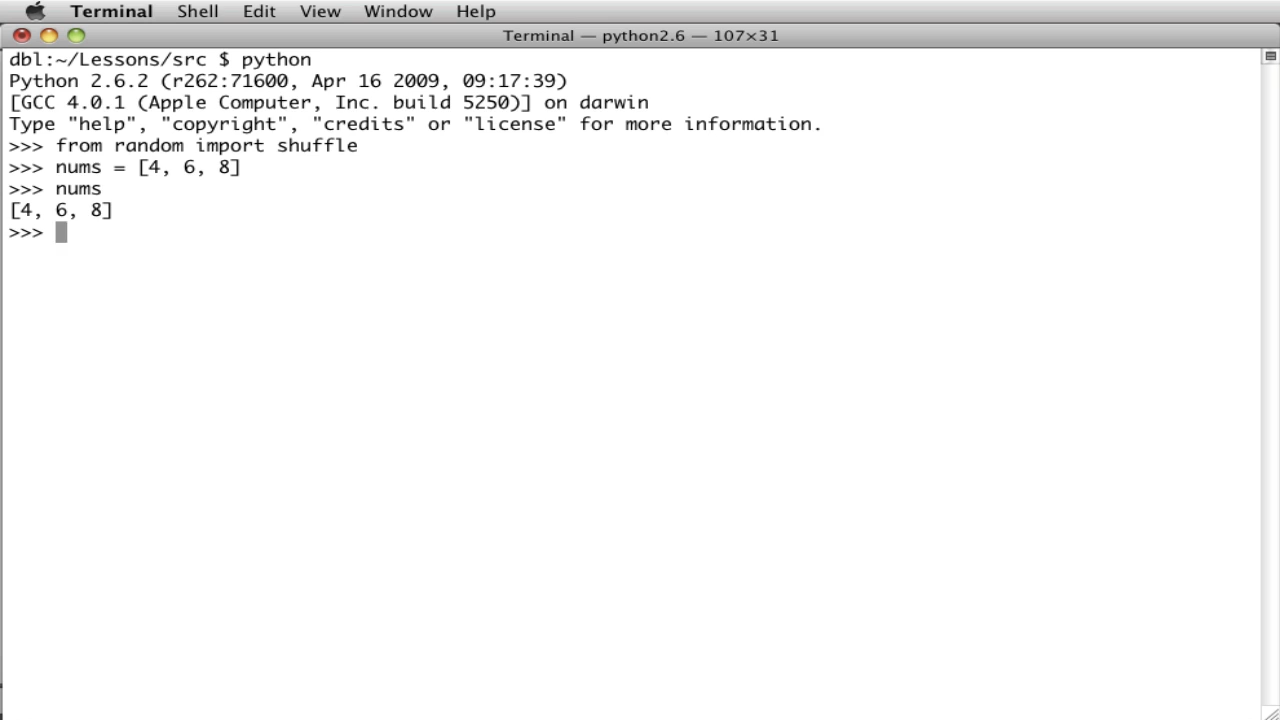 Terminal Shell Edit View Window Help
Terminal — python2.6 — 107×31
dbl:~/Lessons/src $ python
Python 2.6.2 (r262:71600, Apr 16 2009, 09:17:39)
[GCC 4.0.1 (Apple Computer, Inc. build 5250)] on darwin
Type "help", "copyright", "credits" or "license" for more information.
>>> from random import shuffle
>>> nums = [4, 6, 8]
>>> nums
[4, 6, 8]
>>>